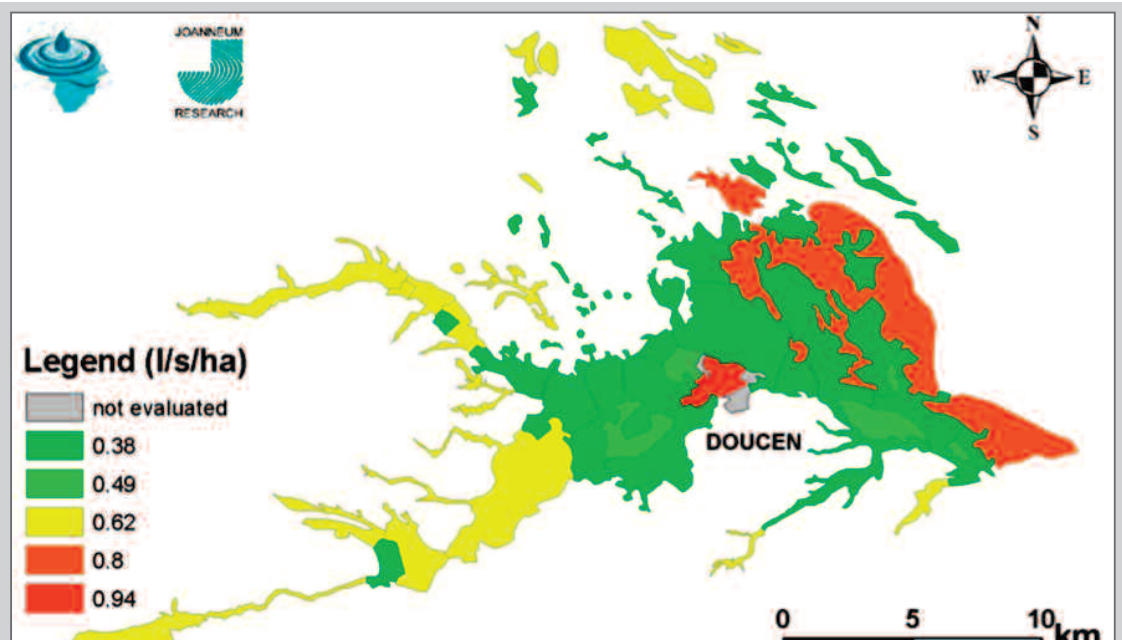 JOANNEUM
RESEARCH
N
W E
S
Legend (l/s/ha)
not evaluated
0.38
0.49
0.62
0.8
0.94
DOUCEN
0 5 10 km